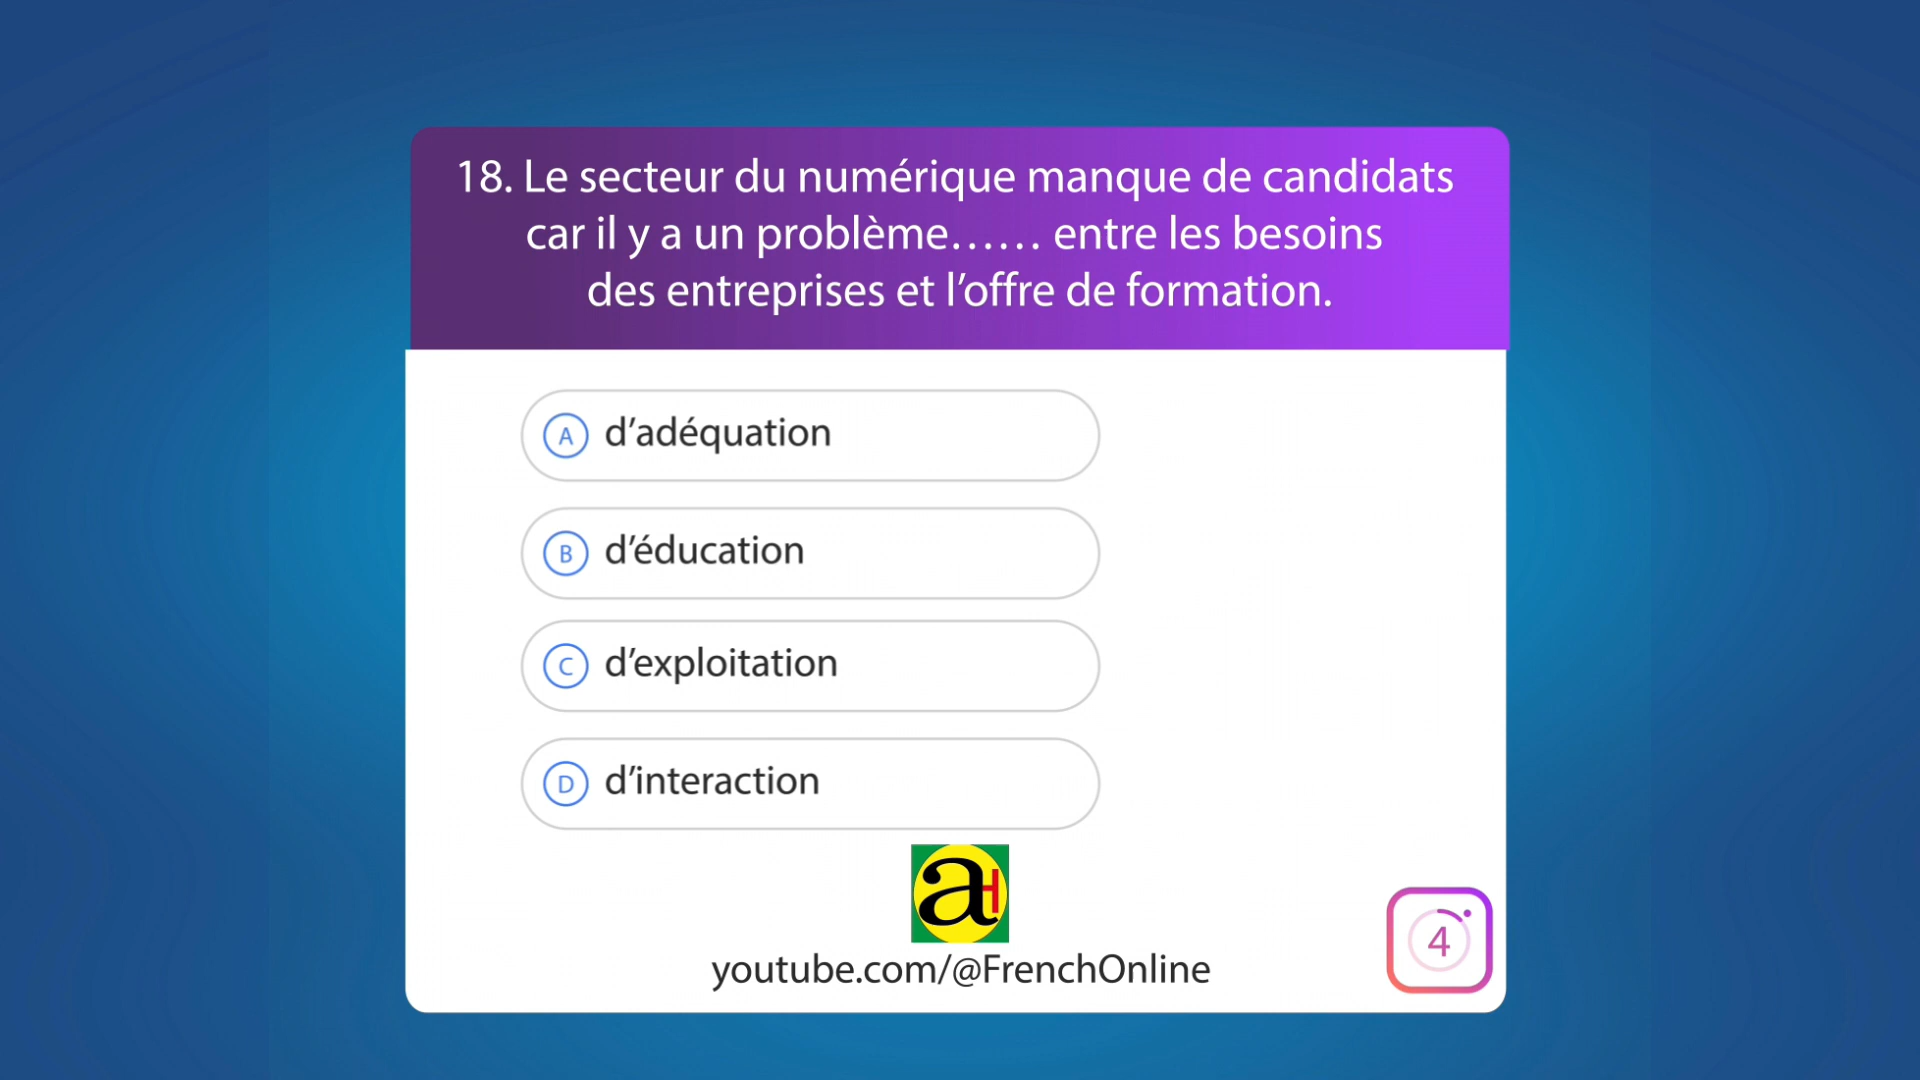 18. Le secteur du numérique manque de candidats
car il y a un problème...... entre les besoins
des entreprises et l’offre de formation.
A d’adéquation
B d’éducation
C d’exploitation
D d’interaction
a
youtube.com/@FrenchOnline
4